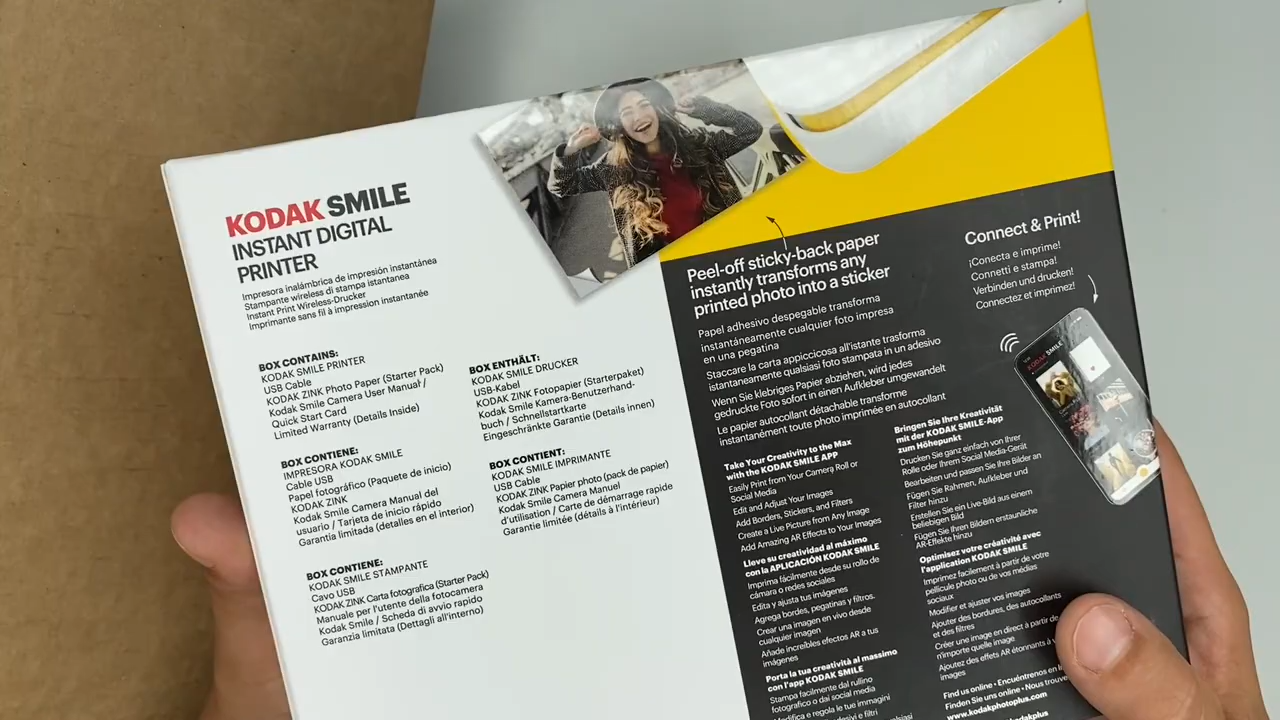 KODAK SMILE
INSTANT DIGITAL
PRINTER
Impresora inalámbrica de impresión instantánea
Stampante wireless di stampa istantanea
Instant Print Wireless-Drucker
Imprimante sans fil à impression instantanée
BOX CONTAINS:
KODAK SMILE PRINTER
USB Cable
KODAK ZINK Photo Paper (Starter Pack)
Kodak Smile Camera User Manual /
Quick Start Card
Limited Warranty (Details Inside)
BOX CONTIENE:
IMPRESORA KODAK SMILE
Cable USB
Papel fotográfico (Paquete de inicio)
KODAK ZINK
Kodak Smile Camera Manual del
usuario / Tarjeta de inicio rápido
Garantía limitada (detalles en el interior)
BOX CONTIENE:
KODAK SMILE STAMPANTE
Cavo USB
KODAK ZINK Carta fotografica (Starter Pack)
Manuale per l'utente della fotocamera
Kodak Smile / Scheda di avvio rapido
Garanzia limitata (Dettagli all'interno)
BOX ENTHÄLT:
KODAK SMILE DRUCKER
USB-Kabel
KODAK ZINK Fotopapier (Starterpaket)
Kodak Smile Kamera-Benutzerhand-
buch / Schnellstartkarte
Eingeschränkte Garantie (Details innen)
BOX CONTIENT:
KODAK SMILE IMPRIMANTE
USB Cable
KODAK ZINK Papier photo (pack de papier)
Kodak Smile Camera Manuel
d'utilisation / Carte de démarrage rapide
Garantie limitée (détails à l'intérieur)
Peel-off sticky-back paper
instantly transforms any
printed photo into a sticker
Papel adhesivo despegable transforma
instantáneamente cualquier foto impresa
en una pegatina
Staccare la carta appiccicosa all'istante trasforma
istantaneamente qualsiasi foto stampata in un adesivo
Wenn Sie klebriges Papier abziehen, wird jedes
gedruckte Foto sofort in einen Aufkleber umgewandelt
Le papier autocollant détachable transforme
instantanément toute photo imprimée en autocollant
Connect & Print!
¡Conecta e imprime!
Connetti e stampa!
Verbinden und drucken!
Connectez et imprimez!
KODAK SMILE
Take Your Creativity to the Max
with the KODAK SMILE APP
Easily Print from Your Camera Roll or
Social Media
Edit and Adjust Your Images
Add Borders, Stickers, and Filters
Create a Live Picture from Any Image
Add Amazing AR Effects to Your Images
Lleve su creatividad al máximo
con la APLICACIÓN KODAK SMILE
Imprima fácilmente desde su rollo de
cámara o redes sociales
Edita y ajusta tus imágenes
Agrega bordes, pegatinas y filtros.
Crear una imagen en vivo desde
cualquier imagen
Añade increíbles efectos AR a tus
imágenes
Porta la tua creatività al massimo
con l'app KODAK SMILE
Stampa facilmente dal rullino
fotografico o dai social media
Modifica e regola le tue immagini
Bringen Sie Ihre Kreativität
mit der KODAK SMILE-App
zum Höhepunkt
Drucken Sie ganz einfach von Ihrer
Rolle oder Ihrem Social Media-Gerät
Bearbeiten und passen Sie Ihre Bilder an
Fügen Sie Rahmen, Aufkleber und
Filter hinzu
Erstellen Sie ein Live-Bild aus einem
beliebigen Bild
Fügen Sie Ihren Bildern erstaunliche
AR-Effekte hinzu
Optimisez votre créativité avec
l'application KODAK SMILE
Imprimez facilement à partir de votre
pellicule photo ou de vos médias
sociaux
Modifier et ajuster vos images
Ajouter des bordures, des autocollants
et des filtres
Créer une image en direct à partir de
n'importe quelle image
Ajoutez des effets AR étonnants à
images
Find us online • Encuéntrenos en
Finden Sie uns online • Nous
www.kodakphotoplus.com